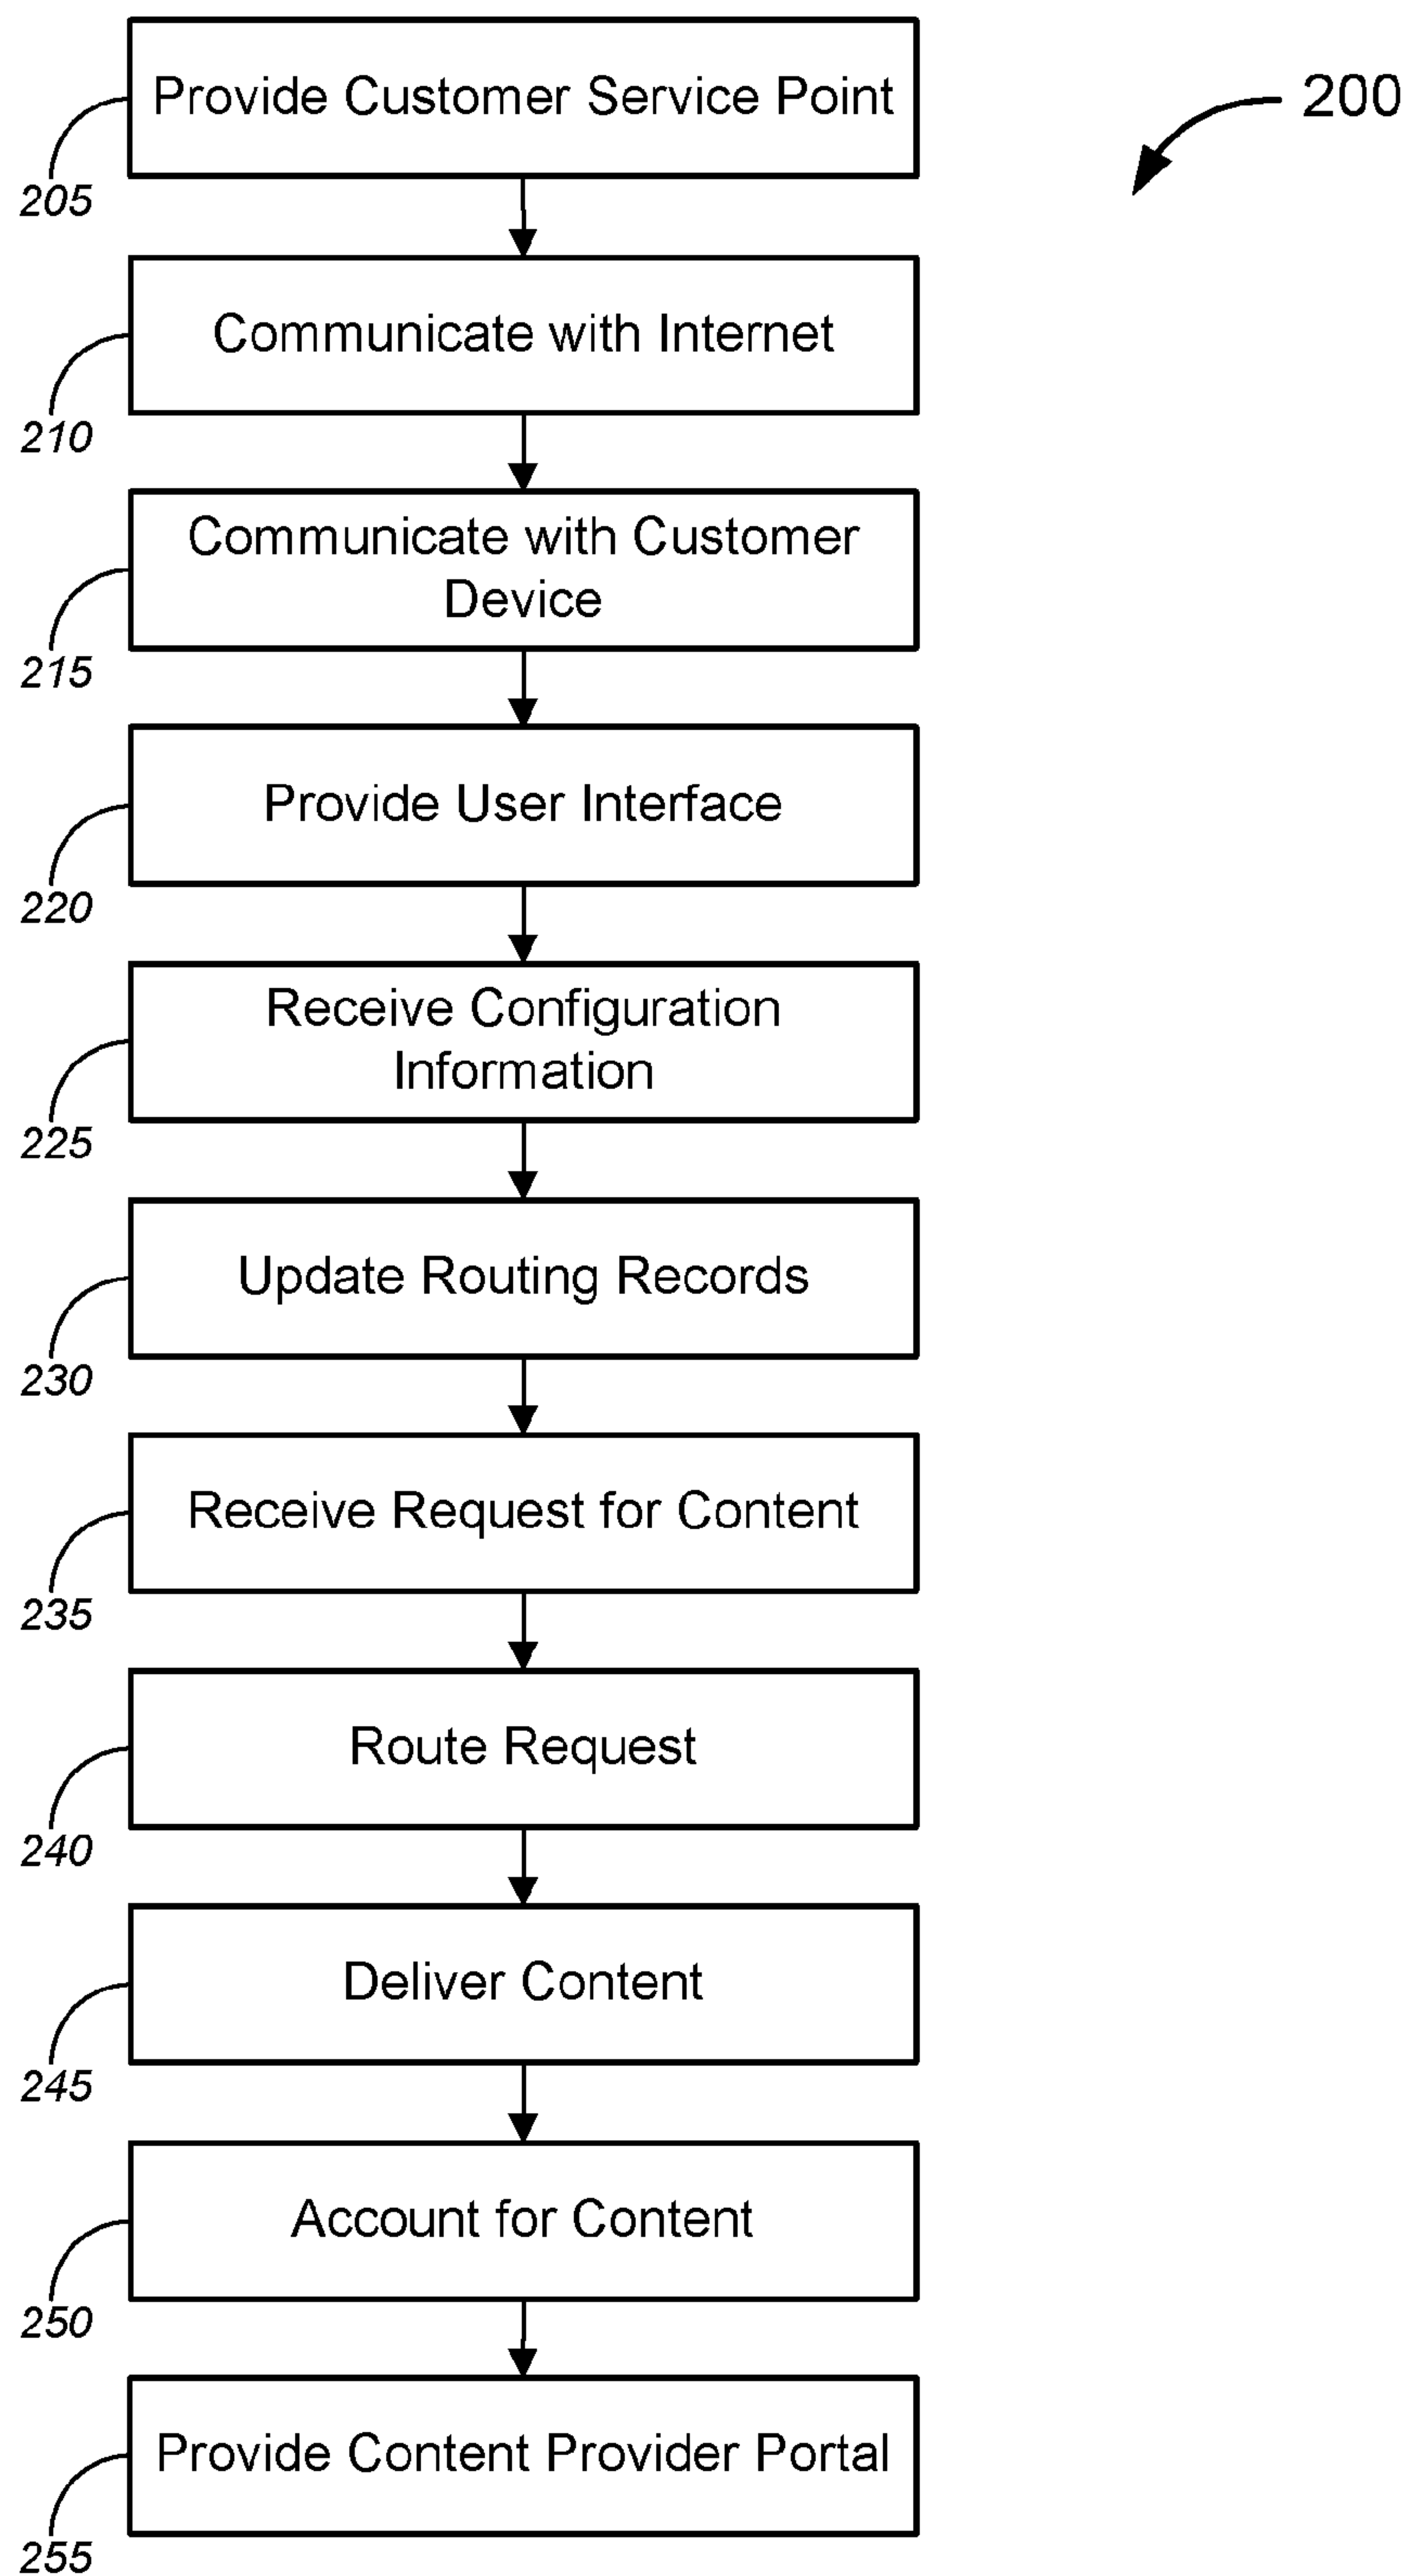 Provide Customer Service Point
200
205
Communicate with Internet
210
Communicate with Customer
Device
215
Provide User Interface
220
Receive Configuration
Information
225
Update Routing Records
230
Receive Request for Content
235
Route Request
240
Deliver Content
245
Account for Content
250
Provide Content Provider Portal
255